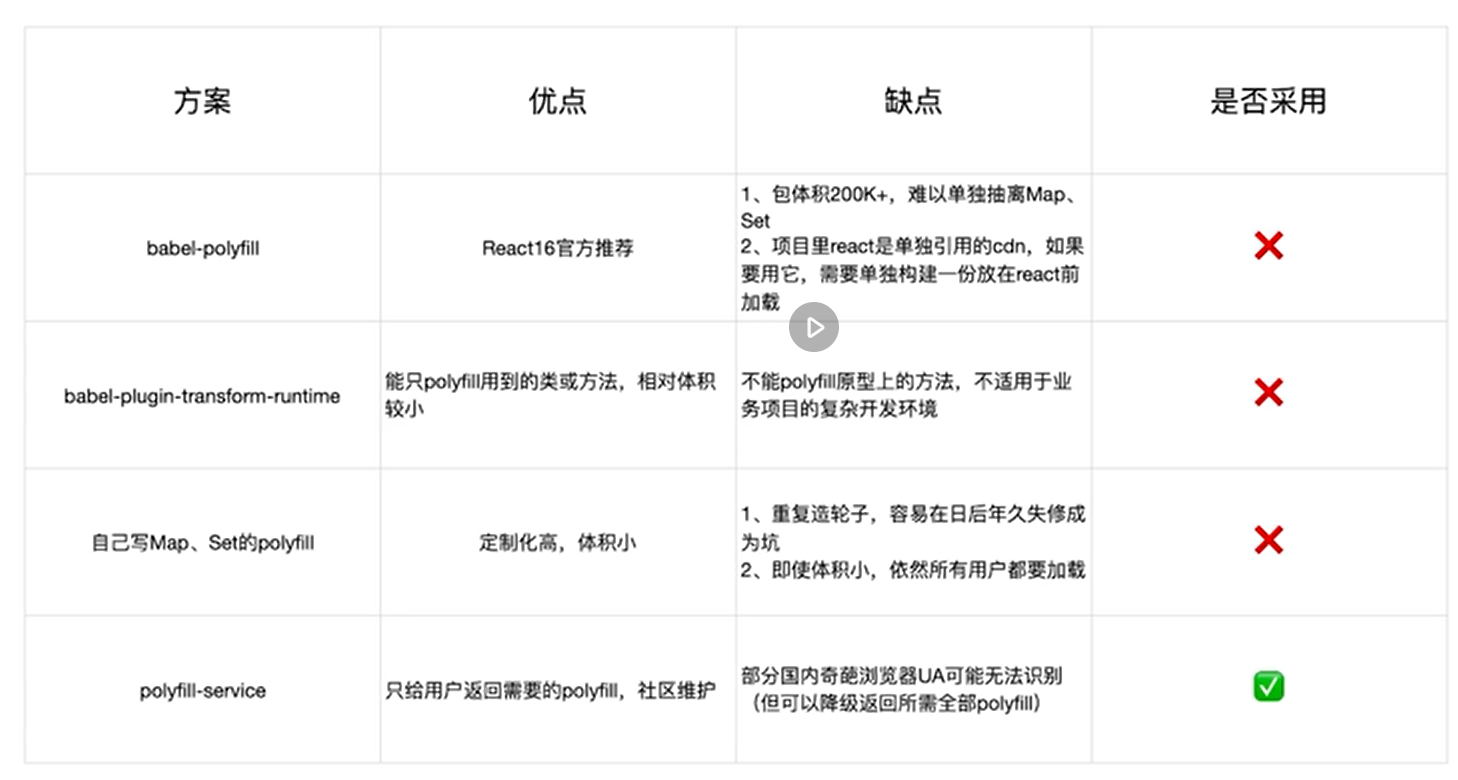 方案 优点 缺点 是否采用
babel-polyfill
React16官方推荐
1、包体积200K+，难以单独抽离Map、
Set
2、项目里react是单独引用的cdn，如果
要用它，需要单独构建一份放在react前
加载
babel-plugin-transform-runtime
能只polyfill用到的类或方法，相对体积
较小
不能polyfill原型上的方法，不适用于业
务项目的复杂开发环境
自己写Map、Set的polyfill
定制化高，体积小
1、重复造轮子，容易在日后年久失修成
为坑
2、即使体积小，依然所有用户都要加载
polyfill-service
只给用户返回需要的polyfill，社区维护
部分国内奇葩浏览器UA可能无法识别
（但可以降级返回所需全部polyfill）